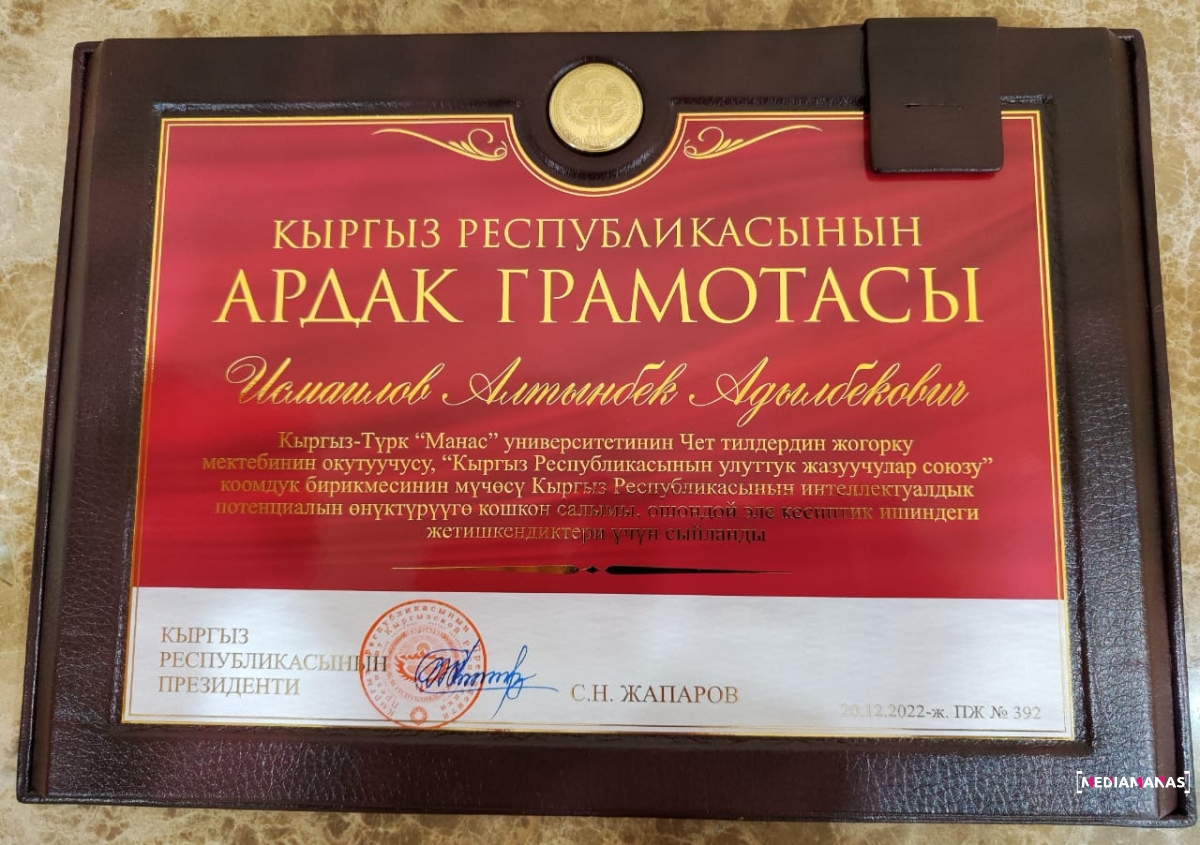 КЫРГЫЗ РЕСПУБЛИКАСЫНЫН
АРДАК ГРАМОТАСЫ
Исмаилов Алтынбек Адылбекович
Кыргыз-Түрк “Манас” университетинин Чет тилдердин жогорку
мектебинин окутуучусу, “Кыргыз Республикасынын улуттук жазуучулар союзу”
коомдук бирикмесинин мүчөсү Кыргыз Республикасынын интеллектуалдык
потенциалын өнүктүрүүгө кошкон салымы, ошондой эле кесиптик ишиндеги
жетишкендиктери үчүн сыйланды
КЫРГЫЗ
РЕСПУБЛИКАСЫНЫН
ПРЕЗИДЕНТИ
С.Н. ЖАПАРОВ
20.12.2022-ж. ПЖ № 392
[MEDIAMANAS]